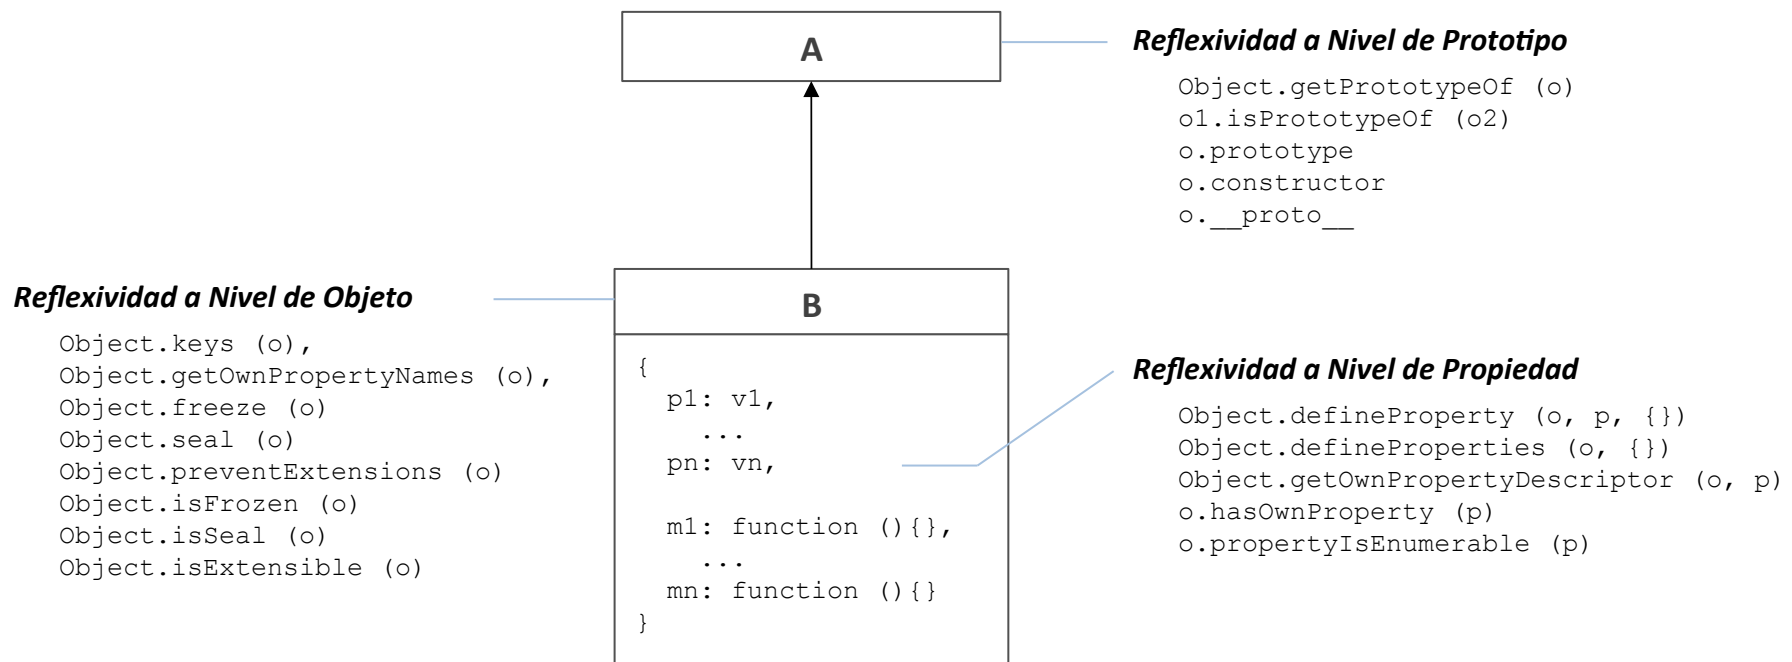 A
Reflexividad a Nivel de Prototipo
Object.getPrototypeOf (o)
o1.isPrototypeOf (o2)
o.prototype
o.constructor
o.__proto__
Reflexividad a Nivel de Objeto
Object.keys (o),
Object.getOwnPropertyNames (o),
Object.freeze (o)
Object.seal (o)
Object.preventExtensions (o)
Object.isFrozen (o)
Object.isSeal (o)
Object.isExtensible (o)
B
{
p1: v1,
...
pn: vn,
m1: function (){},
...
mn: function (){}
}
Reflexividad a Nivel de Propiedad
Object.defineProperty (o, p, {})
Object.defineProperties (o, {})
Object.getOwnPropertyDescriptor (o, p)
o.hasOwnProperty (p)
o.propertyIsEnumerable (p)